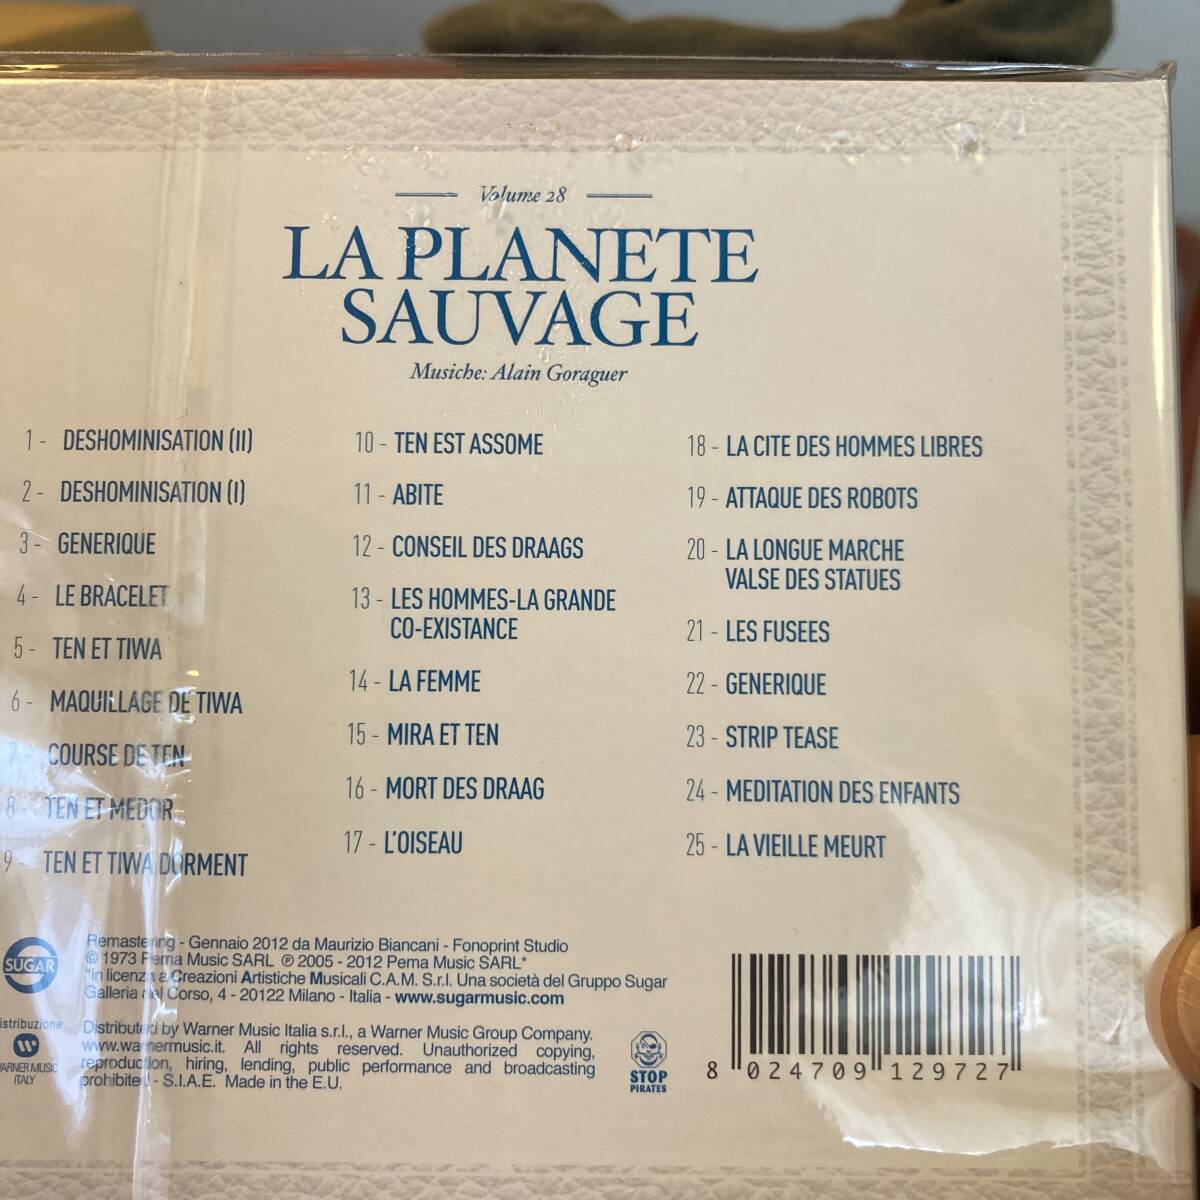 Volume 28
LA PLANETE
SAUVAGE
Musiche: Alain Goraguer
1 - DESHOMINISATION (II)
2 - DESHOMINISATION (I)
3 - GENERIQUE
4 - LE BRACELET
5 - TEN ET TIWA
6 - MAQUILLAGE DE TIWA
7 - COURSE DE TEN
8 - TEN ET MEDOR
9 - TEN ET TIWA DORMENT
10 - TEN EST ASSOME
11 - ABITE
12 - CONSEIL DES DRAAGS
13 - LES HOMMES-LA GRANDE
CO-EXISTANCE
14 - LA FEMME
15 - MIRA ET TEN
16 - MORT DES DRAAG
17 - L'OISEAU
18 - LA CITE DES HOMMES LIBRES
19 - ATTAQUE DES ROBOTS
20 - LA LONGUE MARCHE
VALSE DES STATUES
21 - LES FUSEES
22 - GENERIQUE
23 - STRIP TEASE
24 - MEDITATION DES ENFANTS
25 - LA VIEILLE MEURT
SUGAR
Remastering - Gennaio 2012 da Maurizio Biancani - Fonoprint Studio
© 1973 Pema Music SARL ℗ 2005 - 2012 Pema Music SARL*
*In licenza a Creazioni Artistiche Musicali C.A.M. S.r.l. Una società del Gruppo Sugar
Galleria del Corso, 4 - 20122 Milano - Italia - www.sugarmusic.com
istribuzione
WARNER MUSIC
ITALY
Distributed by Warner Music Italia s.r.l., a Warner Music Group Company.
www.warnermusic.it. All rights reserved. Unauthorized copying,
reproduction, hiring, lending, public performance and broadcasting
prohibited - S.I.A.E. Made in the E.U.
STOP
PIRATES
8 024709 129727